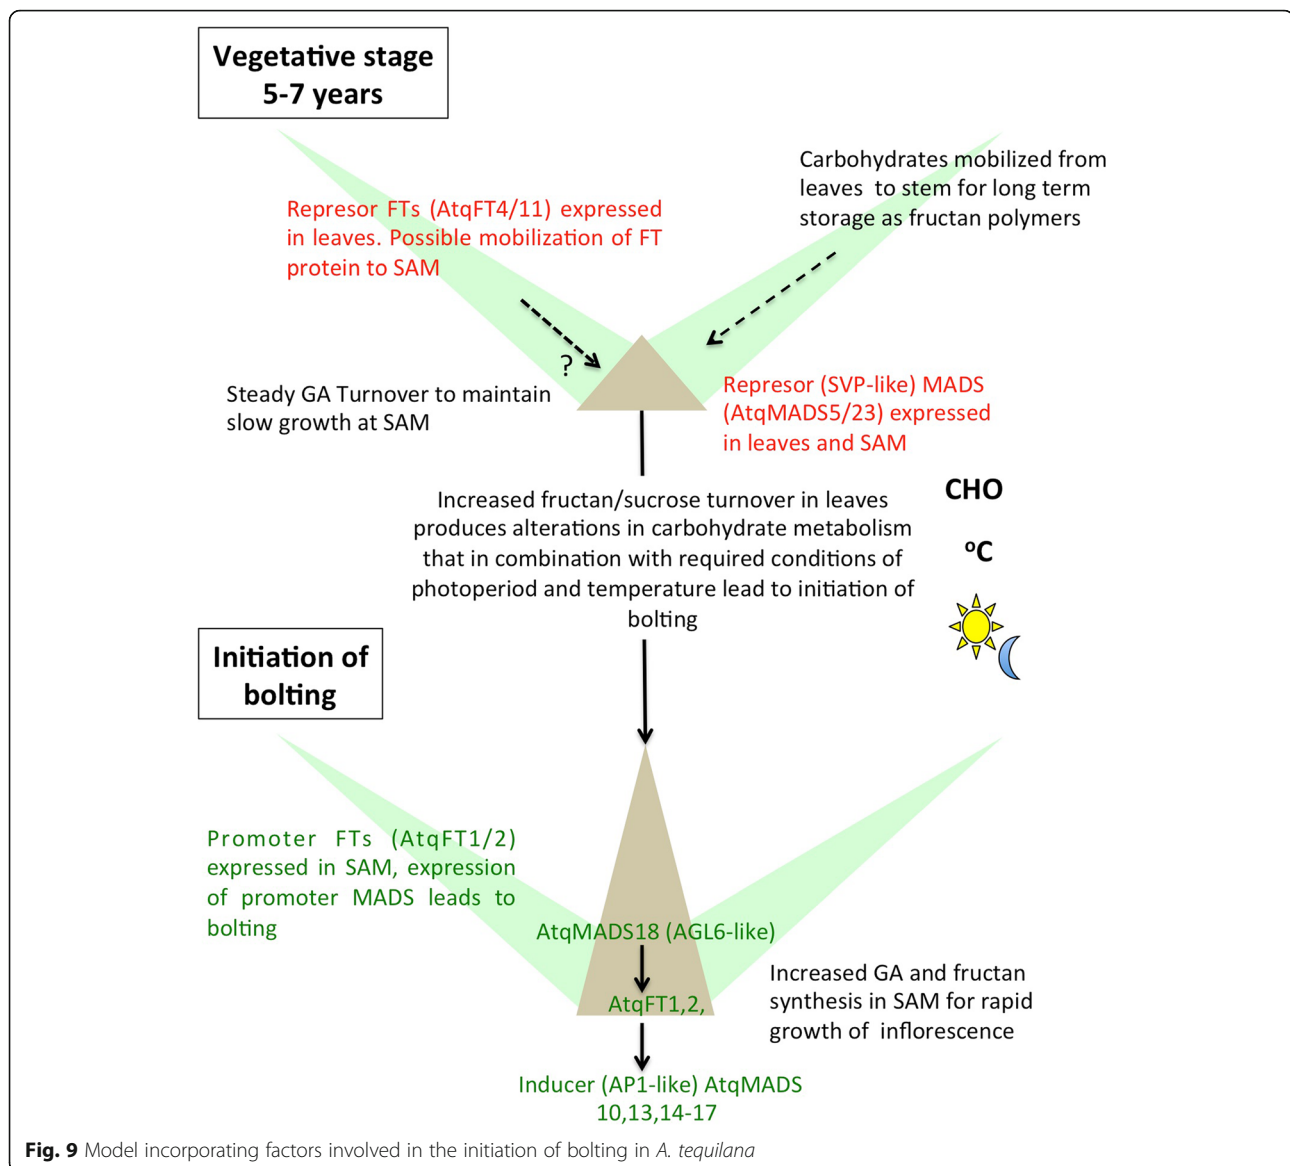 Vegetative stage
5-7 years
Carbohydrates mobilized from
leaves to stem for long term
storage as fructan polymers
Represor FTs (AtqFT4/11) expressed
in leaves. Possible mobilization of FT
protein to SAM
?
Steady GA Turnover to maintain
slow growth at SAM
Represor (SVP-like) MADS
(AtqMADS5/23) expressed
in leaves and SAM
Increased fructan/sucrose turnover in leaves
produces alterations in carbohydrate metabolism
that in combination with required conditions of
photoperiod and temperature lead to initiation of
bolting
CHO
ºC
Initiation of
bolting
Promoter FTs (AtqFT1/2)
expressed in SAM, expression
of promoter MADS leads to
bolting
AtqMADS18 (AGL6-like)
AtqFT1,2,
Increased GA and fructan
synthesis in SAM for rapid
growth of inflorescence
Inducer (AP1-like) AtqMADS
10,13,14-17
Fig. 9 Model incorporating factors involved in the initiation of bolting in A. tequilana